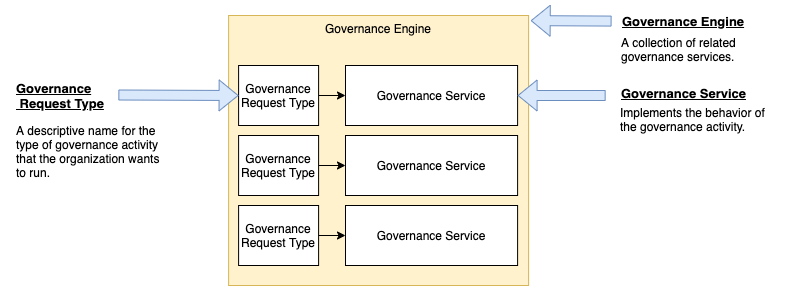 Governance Engine
Governance
Request Type
Governance Service
Governance
Request Type
Governance Service
Governance
Request Type
Governance Service
Governance
Request Type
A descriptive name for the
type of governance activity
that the organization wants
to run.
Governance Engine
A collection of related
governance services.
Governance Service
Implements the behavior of
the governance activity.